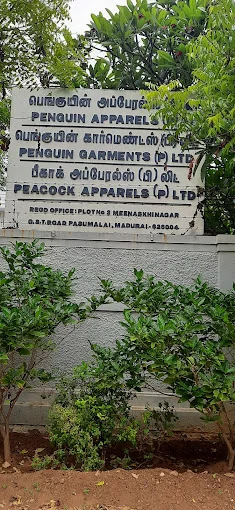 பெங்குயின் அப்பேரல்
PENGUIN APPARELS
பெங்குயின் கார்மெண்ட்ஸ்
PENGUIN GARMENTS (P) LTD
பீகாக் அப்பேரல்ஸ் (பி) லிட்
PEACOCK APPARELS (P) LTD
REGD OFFICE: PLOT No 2 MEENAKSHINAGAR
G.S.T ROAD PASUMALAI, MADURAI-625004